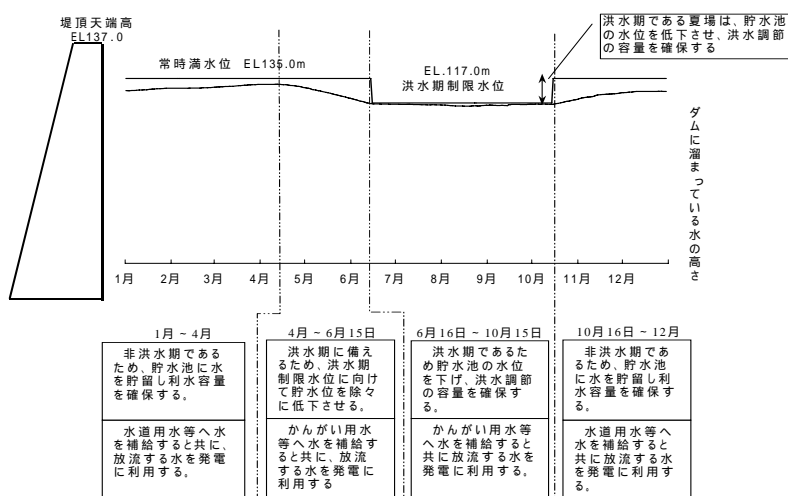 堤頂天端高
EL137.0
常時満水位 EL135.0m
EL.117.0m
洪水期制限水位
洪水期である夏場は、貯水池
の水位を低下させ、洪水調節
の容量を確保する
ダムに溜まっている水の高さ
1月 2月 3月 4月 5月 6月 7月 8月 9月 10月 11月 12月
1月~4月
非洪水期である
ため、貯水池に水
を貯留し利水容量
を確保する。
水道用水等へ水
を補給すると共に、
放流する水を発電
に利用する。
4月~6月15日
洪水期に備え
るため、洪水期
制限水位に向け
て貯水位を除々
に低下させる。
かんがい用水
等へ水を補給す
ると共に、放流
する水を発電に
利用する
6月16日~10月15日
洪水期であるた
め貯水池の水位
を下げ、洪水調節
の容量を確保す
る。
かんがい用水等
へ水を補給すると
共に放流する水を
発電に利用する。
10月16日~12月
非洪水期であ
るため、貯水池
に水を貯留し利
水容量を確保す
る。
水道用水等へ
水を補給すると
共に放流する水
を発電に利用す
る。